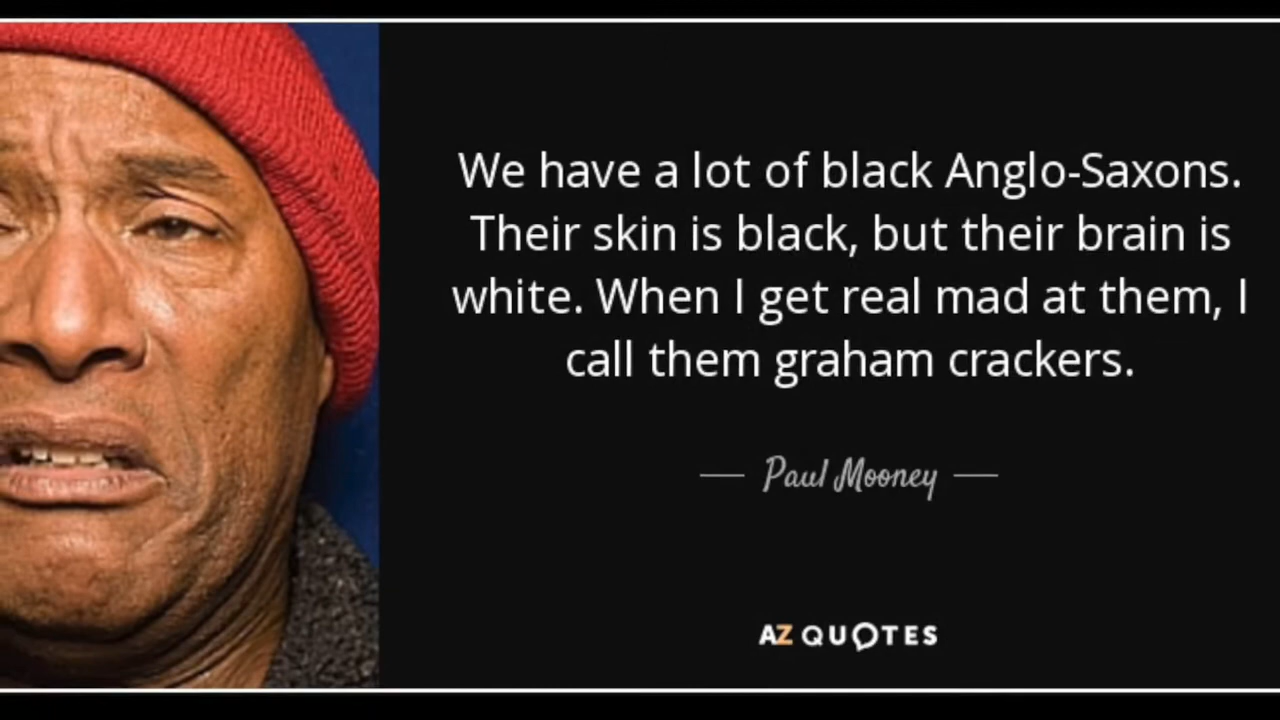 We have a lot of black Anglo-Saxons.
Their skin is black, but their brain is
white. When I get real mad at them, I
call them graham crackers.
Paul Mooney
AZ QUOTES